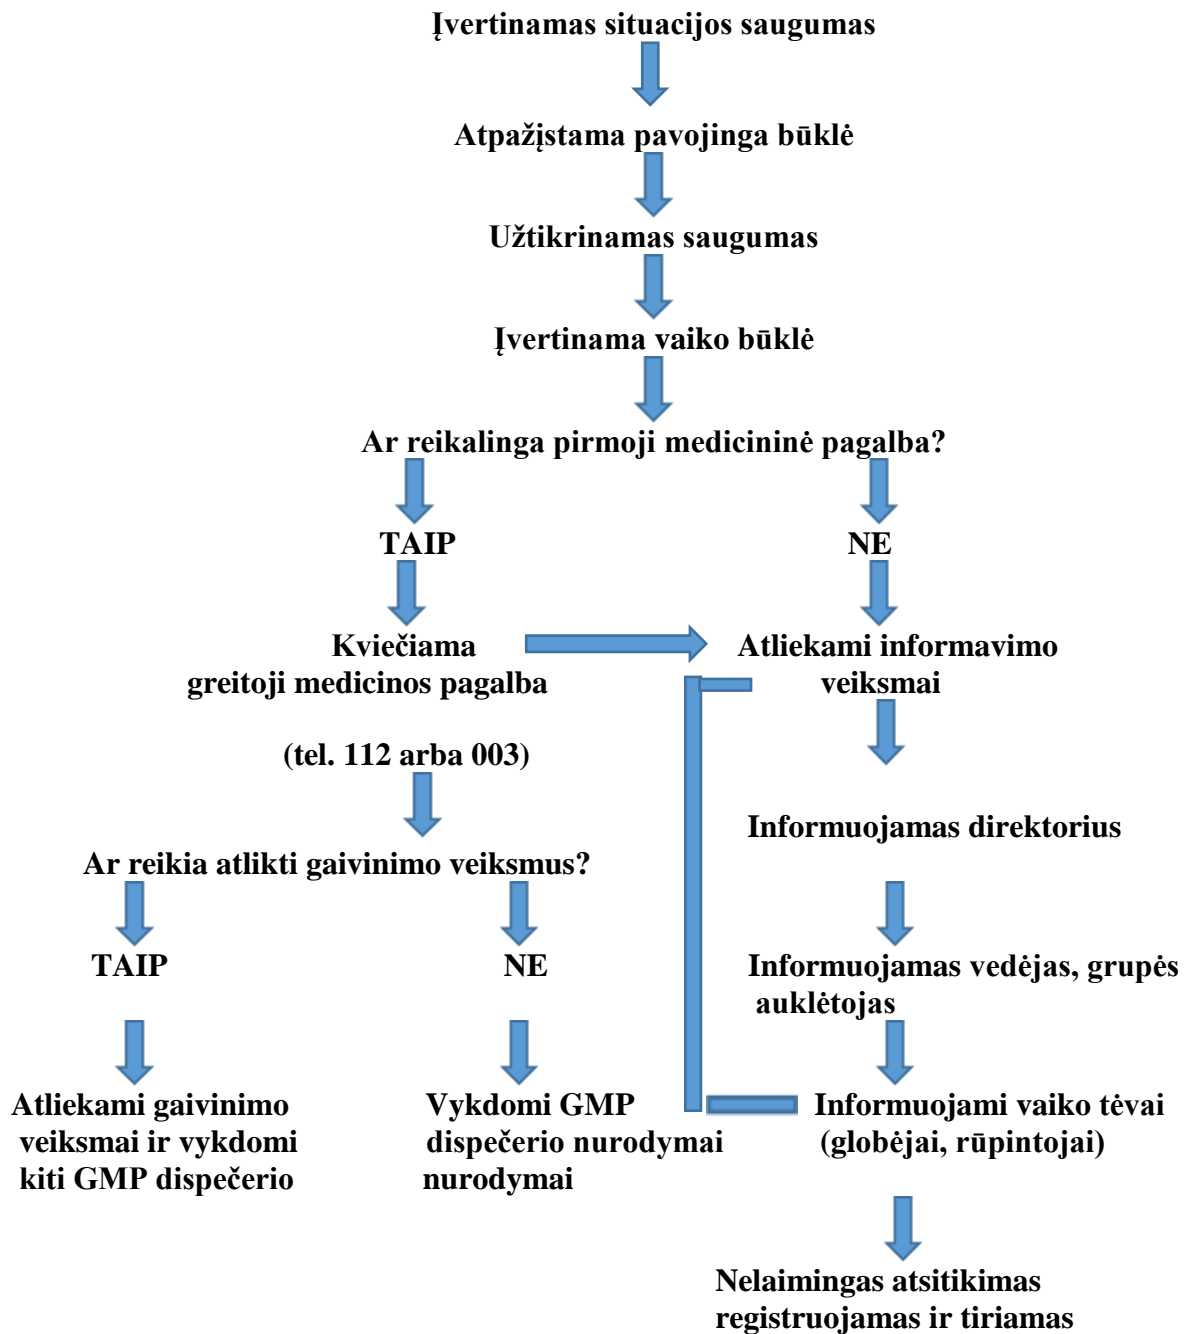 Įvertinamas situacijos saugumas
Atpažįstama pavojinga būklė
Užtikrinamas saugumas
Įvertinama vaiko būklė
Ar reikalinga pirmoji medicininė pagalba?
TAIP
NE
Kviečiama
greitoji medicinos pagalba
(tel. 112 arba 003)
Atliekami informavimo
veiksmai
Ar reikia atlikti gaivinimo veiksmus?
Informuojamas direktorius
TAIP
NE
Informuojamas vedėjas, grupės
auklėtojas
Atliekami gaivinimo
veiksmai ir vykdomi
kiti GMP dispečerio
Vykdomi GMP
dispečerio nurodymai
nurodymai
Informuojami vaiko tėvai
(globėjai, rūpintojai)
Nelaimingas atsitikimas
registruojamas ir tiriamas